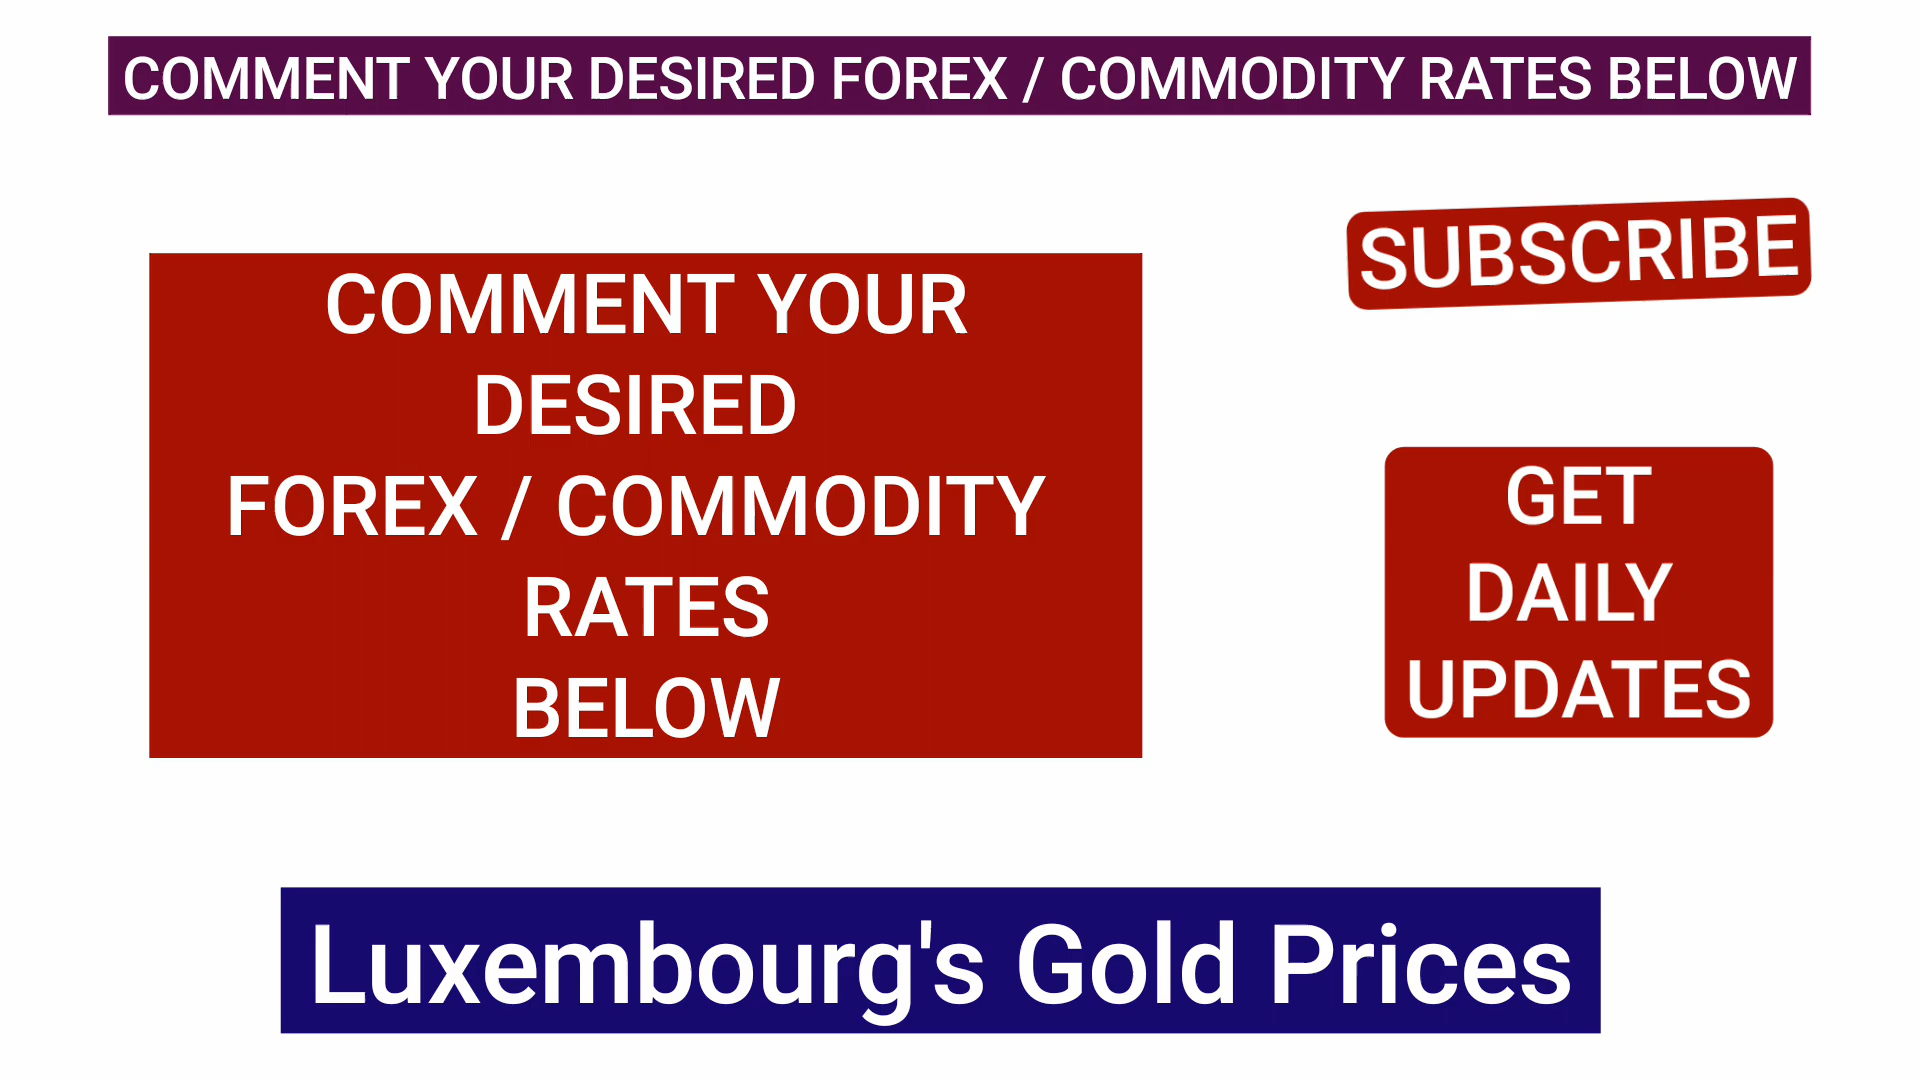 COMMENT YOUR DESIRED FOREX / COMMODITY RATES BELOW
SUBSCRIBE
COMMENT YOUR
DESIRED
FOREX / COMMODITY
RATES
BELOW
GET
DAILY
UPDATES
Luxembourg's Gold Prices